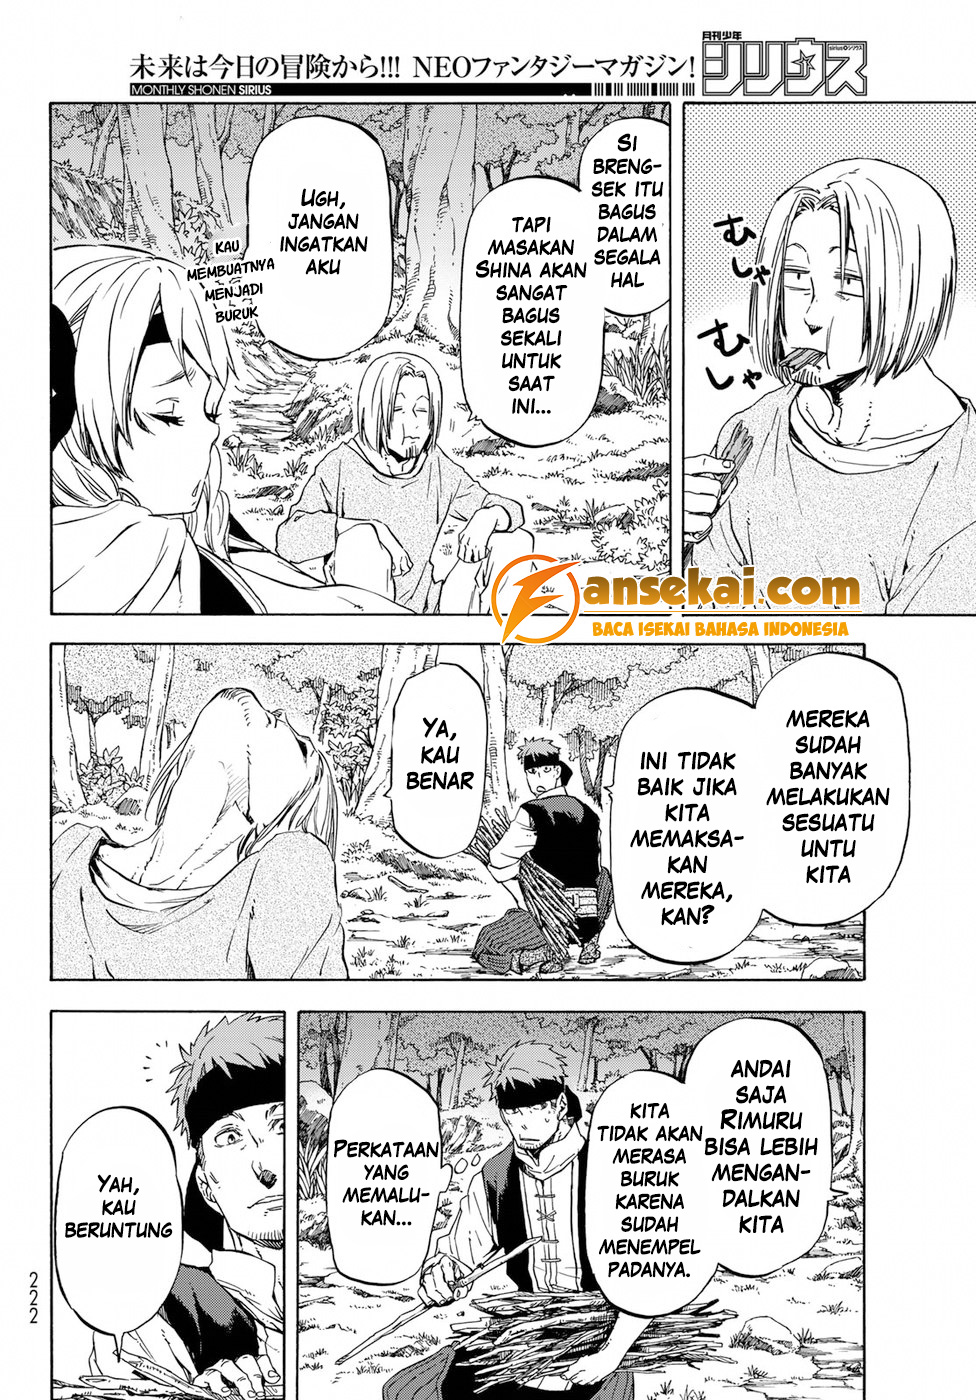 未来は今日の冒険から!!! NEOファンタジーマガジン!
月刊少年
シリウス
sirius●シリウス
MONTHLY SHONEN SIRIUS
むしゃ
むしゃ
SI
BRENG-
SEK ITU
BAGUS
DALAM
SEGALA
HAL
TAPI
MASAKAN
SHINA AKAN
SANGAT
BAGUS
SEKALI
UNTUK
SAAT
INI...
UGH,
JANGAN
INGATKAN
AKU
KAU
MEMBUATNYA
MENJADI
BURUK
ansekai.com
BACA ISEKAI BAHASA INDONESIA
MEREKA
SUDAH
BANYAK
MELAKUKAN
SESUATU
UNTU
KITA
INI TIDAK
BAIK JIKA
KITA
MEMAKSA-
KAN
MEREKA,
KAN?
YA,
KAU
BENAR
ANDAI
SAJA
RIMURU
BISA LEBIH
MENGAN-
DALKAN
KITA
KITA
TIDAK AKAN
MERASA
BURUK
KARENA
SUDAH
MENEMPEL
PADANYA.
PERKATAAN
YANG
MEMALU-
KAN...
YAH,
KAU
BERUNTUNG
222